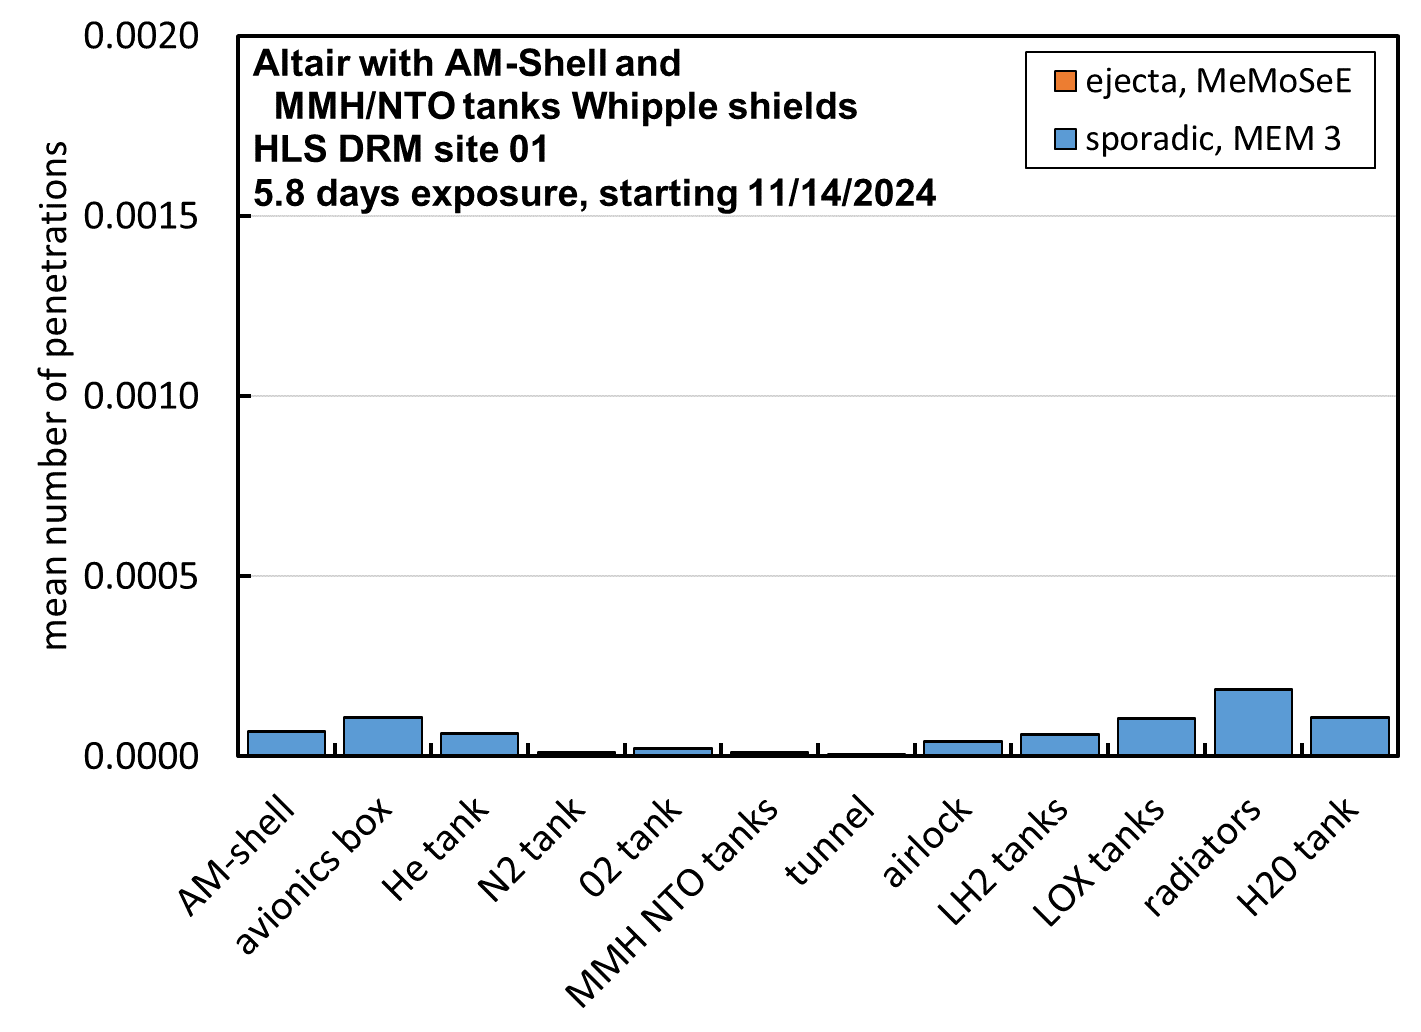 0.0020
0.0015
0.0010
0.0005
0.0000
mean number of penetrations
Altair with AM-Shell and
MMH/NTO tanks Whipple shields
HLS DRM site 01
5.8 days exposure, starting 11/14/2024
ejecta, MeMoSeE
sporadic, MEM 3
AM-shell
avionics box
He tank
N2 tank
02 tank
MMH NTO tanks
tunnel
airlock
LH2 tanks
LOX tanks
radiators
H20 tank